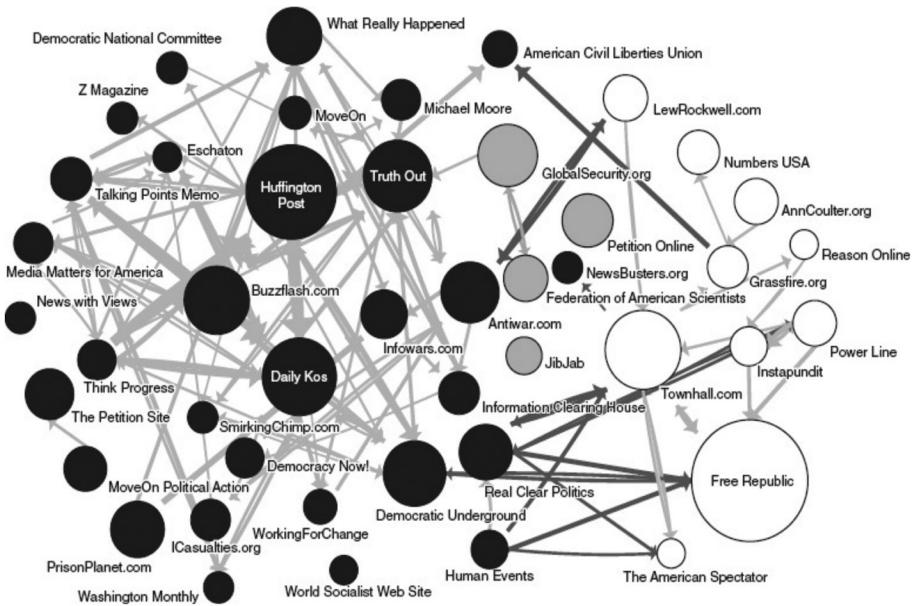 What Really Happened
Democratic National Committee
American Civil Liberties Union
Z Magazine
MoveOn
Michael Moore
LewRockwell.com
Eschaton
Numbers USA
Talking Points Memo
Huffington
Post
Truth Out
GlobalSecurity.org
AnnCoulter.org
Petition Online
Reason Online
Media Matters for America
NewsBusters.org
Grassfire.org
Buzzflash.com
Federation of American Scientists
News with Views
Antiwar.com
Infowars.com
Power Line
JibJab
Instapundit
Think Progress
Daily Kos
Townhall.com
The Petition Site
Information Clearing House
SmirkingChimp.com
Democracy Now!
Free Republic
MoveOn Political Action
Real Clear Politics
Democratic Underground
WorkingForChange
ICasualties.org
PrisonPlanet.com
Human Events
The American Spectator
World Socialist Web Site
Washington Monthly